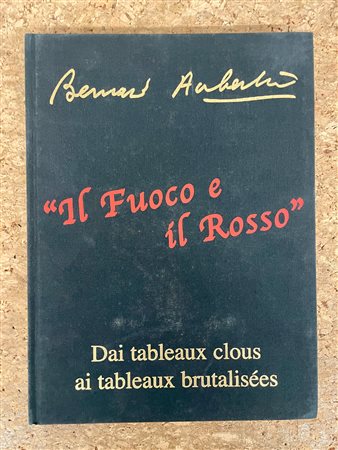 Bernard Aubertin
"Il Fuoco e
il Rosso"
Dai tableaux clous
ai tableaux brutalisées